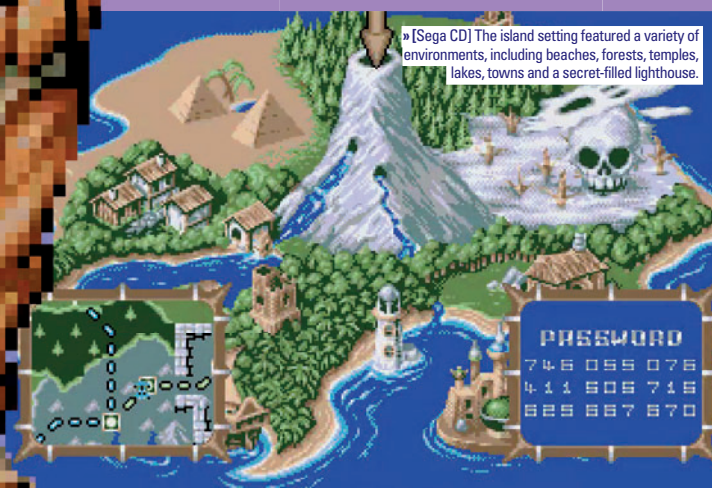 » [Sega CD] The island setting featured a variety of
environments, including beaches, forests, temples,
lakes, towns and a secret-filled lighthouse.
PASSWORD
746 055 076
411 505 715
625 667 670